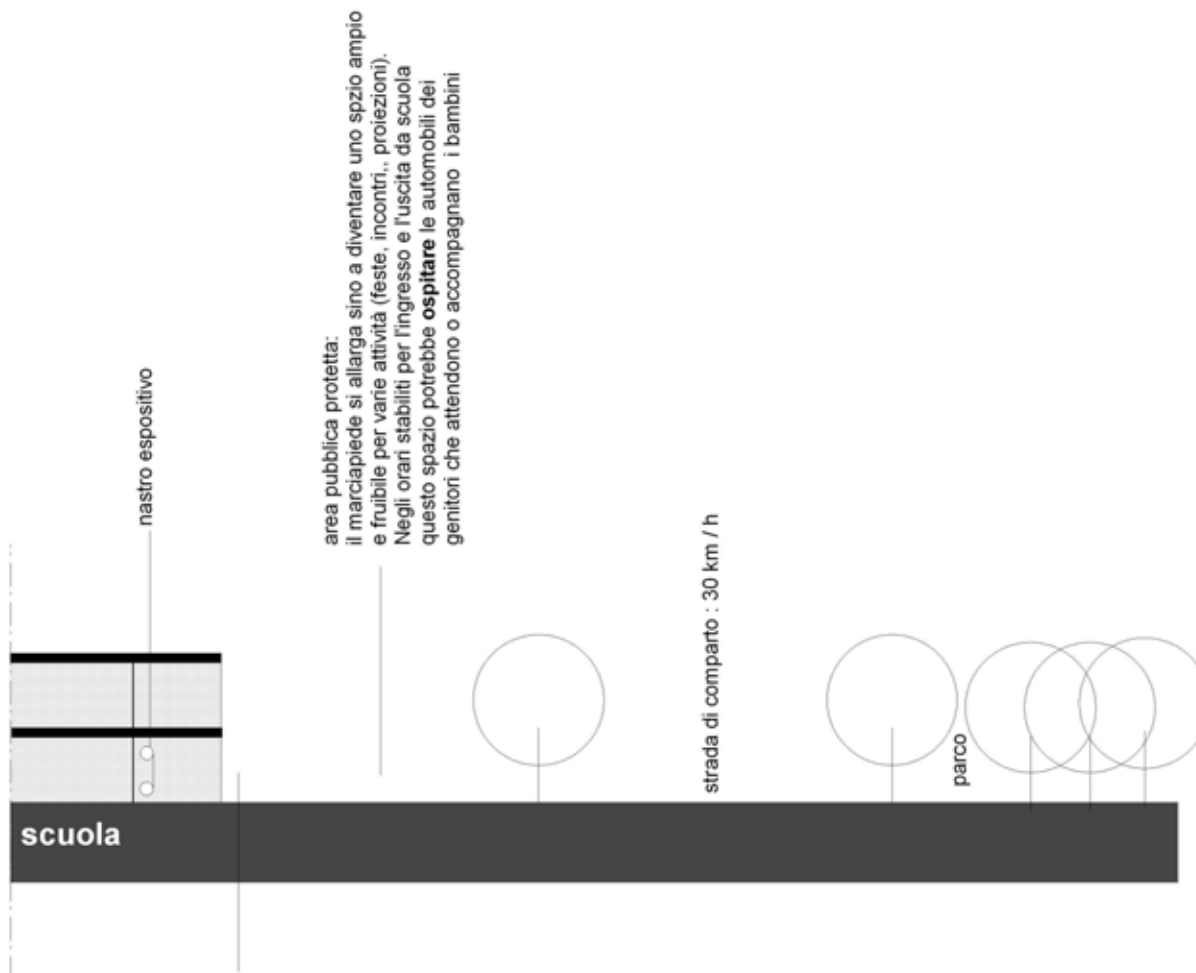 nastro espositivo
area pubblica protetta:
il marciapiede si allarga sino a diventare uno spzio ampio
e fruibile per varie attività (feste, incontri,, proiezioni).
Negli orari stabiliti per l'ingresso e l'uscita da scuola
questo spazio potrebbe ospitare le automobili dei
genitori che attendono o accompagnano i bambini
strada di comparto : 30 km / h
parco
scuola